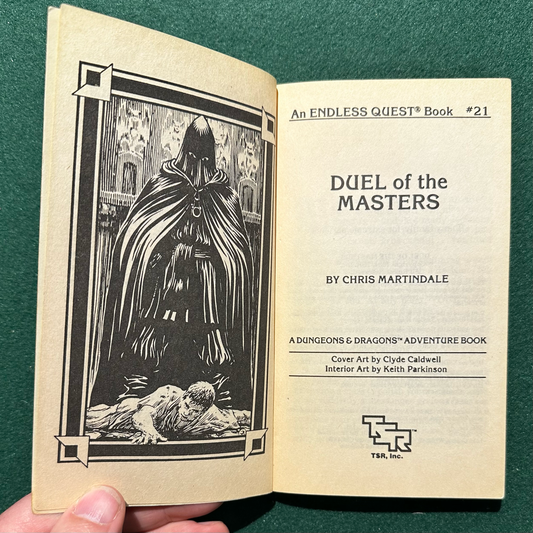 An ENDLESS QUEST® Book #21
DUEL of the
MASTERS
BY CHRIS MARTINDALE
A DUNGEONS & DRAGONS™ ADVENTURE BOOK
Cover Art by Clyde Caldwell
Interior Art by Keith Parkinson
TSR™
TSR, Inc.